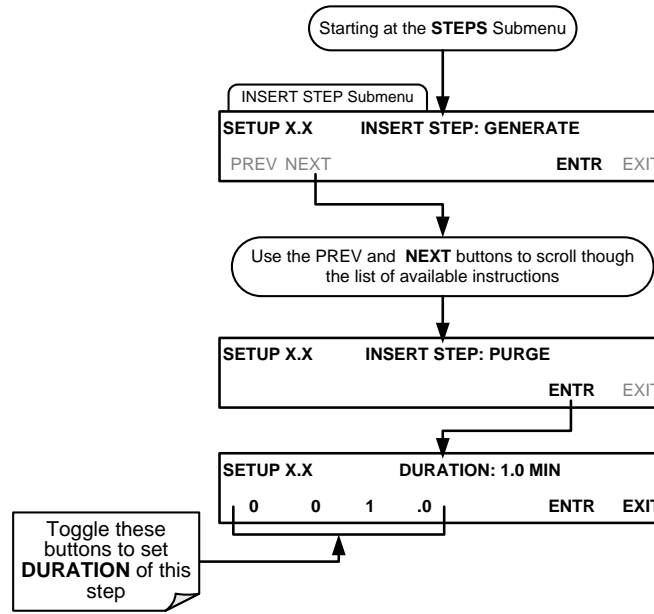 Starting at the STEPS Submenu
INSERT STEP Submenu
SETUP X.X INSERT STEP: GENERATE
PREV NEXT ENTR EXIT
Use the PREV and NEXT buttons to scroll though
the list of available instructions
SETUP X.X INSERT STEP: PURGE
ENTR EXIT
SETUP X.X DURATION: 1.0 MIN
0 0 1 .0 ENTR EXIT
Toggle these
buttons to set
DURATION of this
step